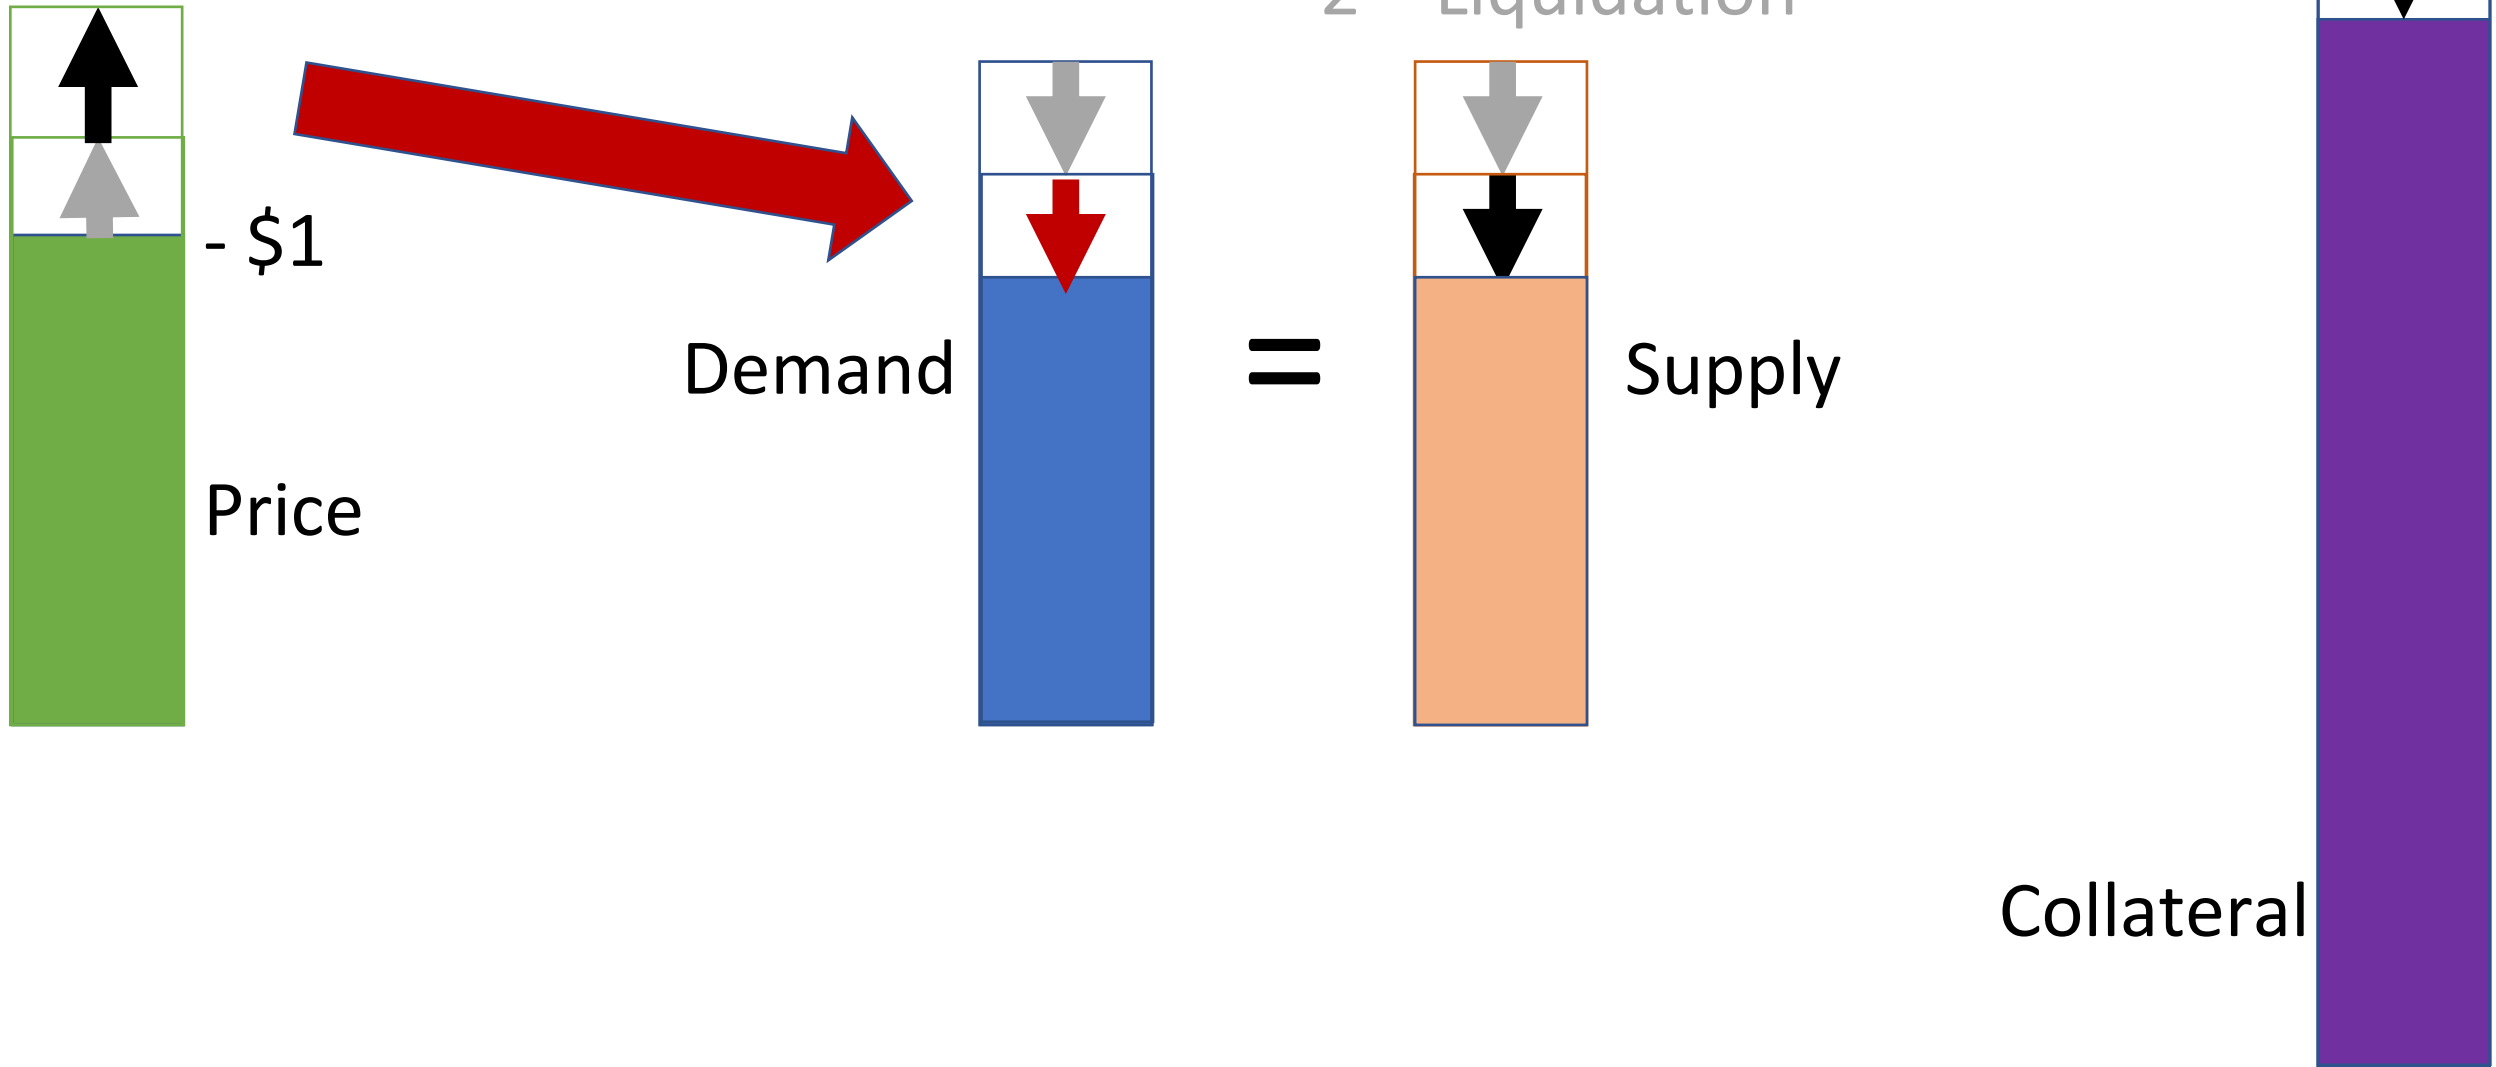 - $1
Demand
=
Supply
Price
Collateral